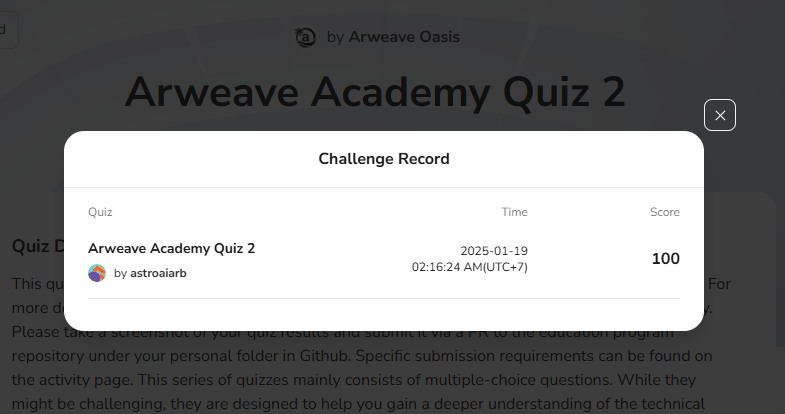 d
by Arweave Oasis
Arweave Academy Quiz 2
Challenge Record
Quiz Time Score
Arweave Academy Quiz 2
by astroaiarb
2025-01-19
02:16:24 AM(UTC+7)
100
Quiz D
This qu For
more de y.
Please take a screenshot of your quiz results and submit it via a PR to the education program
repository under your personal folder in Github. Specific submission requirements can be found on
the activity page. This series of quizzes mainly consists of multiple-choice questions. While they
might be challenging, they are designed to help you gain a deeper understanding of the technical